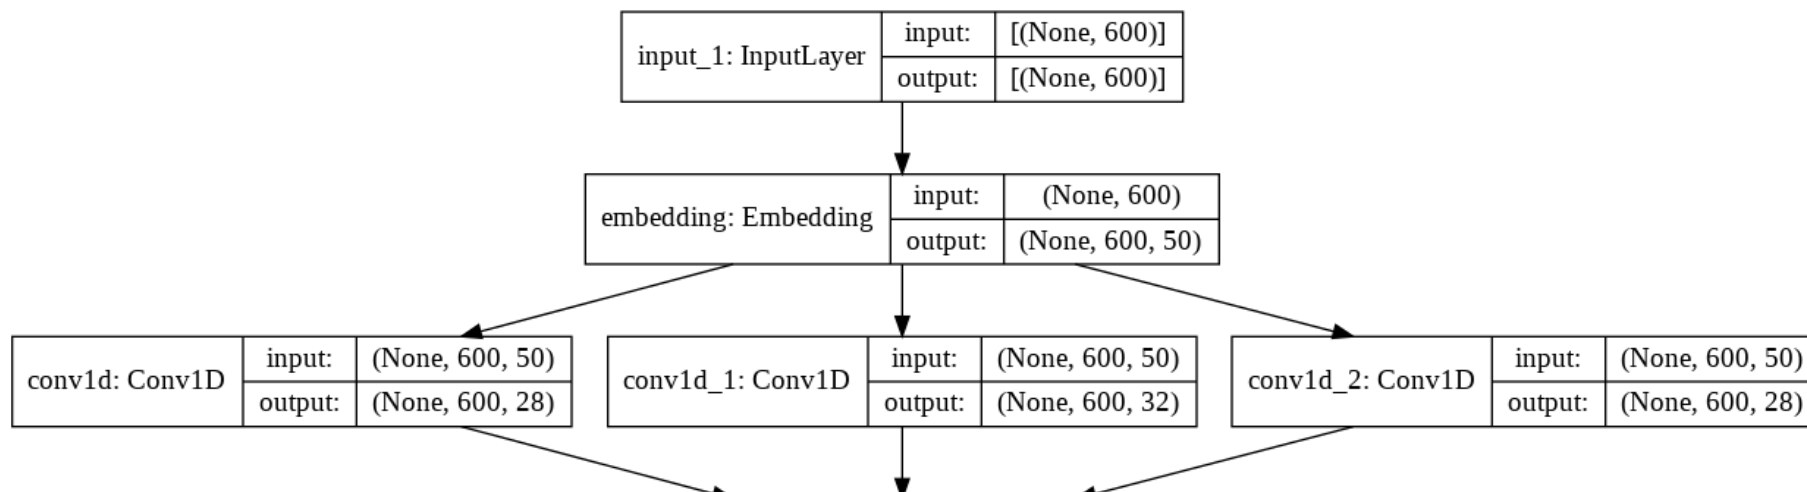 input_1: InputLayer
input: [(None, 600)]
output: [(None, 600)]
embedding: Embedding
input: (None, 600)
output: (None, 600, 50)
conv1d: Conv1D
input: (None, 600, 50)
output: (None, 600, 28)
conv1d_1: Conv1D
input: (None, 600, 50)
output: (None, 600, 32)
conv1d_2: Conv1D
input: (None, 600, 50)
output: (None, 600, 28)